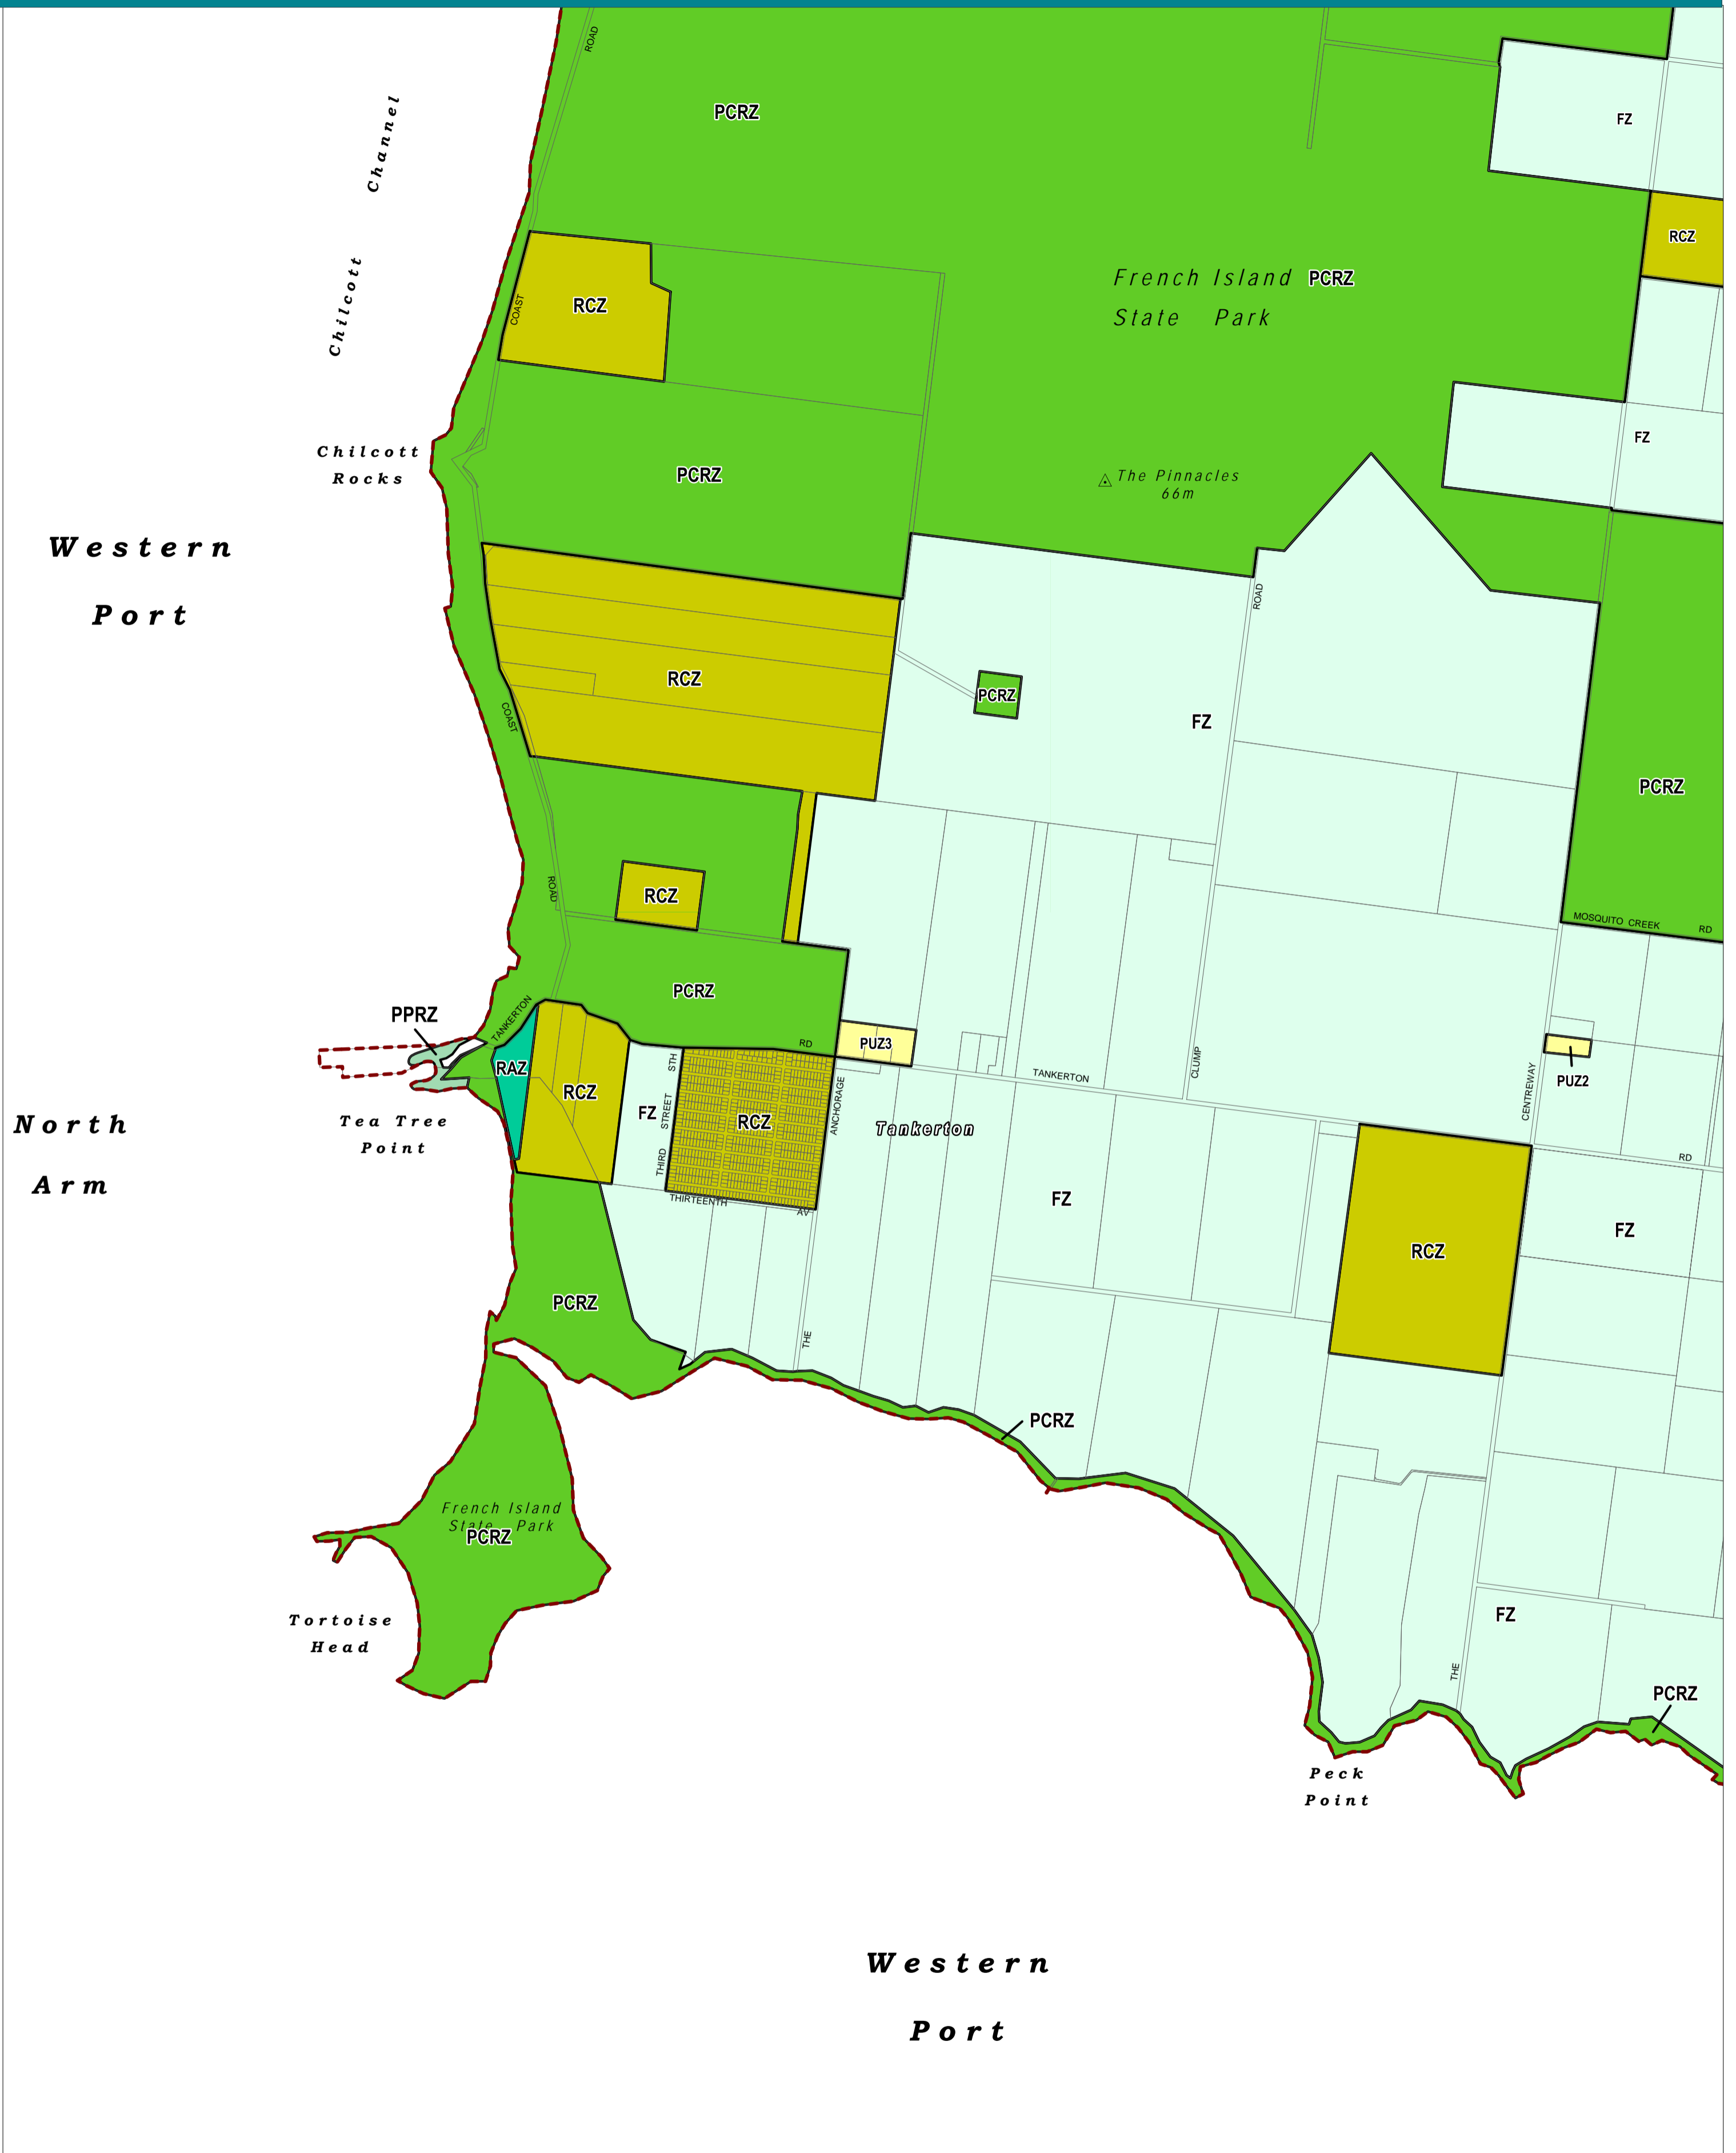 ROAD
PCRZ
FZ
Chilcott Channel
RCZ
French Island PCRZ
State Park
COAST
RCZ
Chilcott
Rocks
PCRZ
The Pinnacles
66m
FZ
Western
Port
ROAD
RCZ
PCRZ
COAST
FZ
PCRZ
ROAD
RCZ
MOSQUITO CREEK RD
PCRZ
PPRZ
TANKERTON
RD
PUZ3
RAZ
RCZ
FZ
STH
STREET
THIRD
RCZ
ANCHORAGE
TANKERTON
CLUMP
CENTREWAY
PUZ2
Tea Tree
Point
North
Arm
Tankerton
RD
THIRTEENTH AV
FZ
RCZ
FZ
PCRZ
THE
PCRZ
French Island
State Park
PCRZ
Tortoise
Head
FZ
THE
PCRZ
Peck
Point
Western
Port